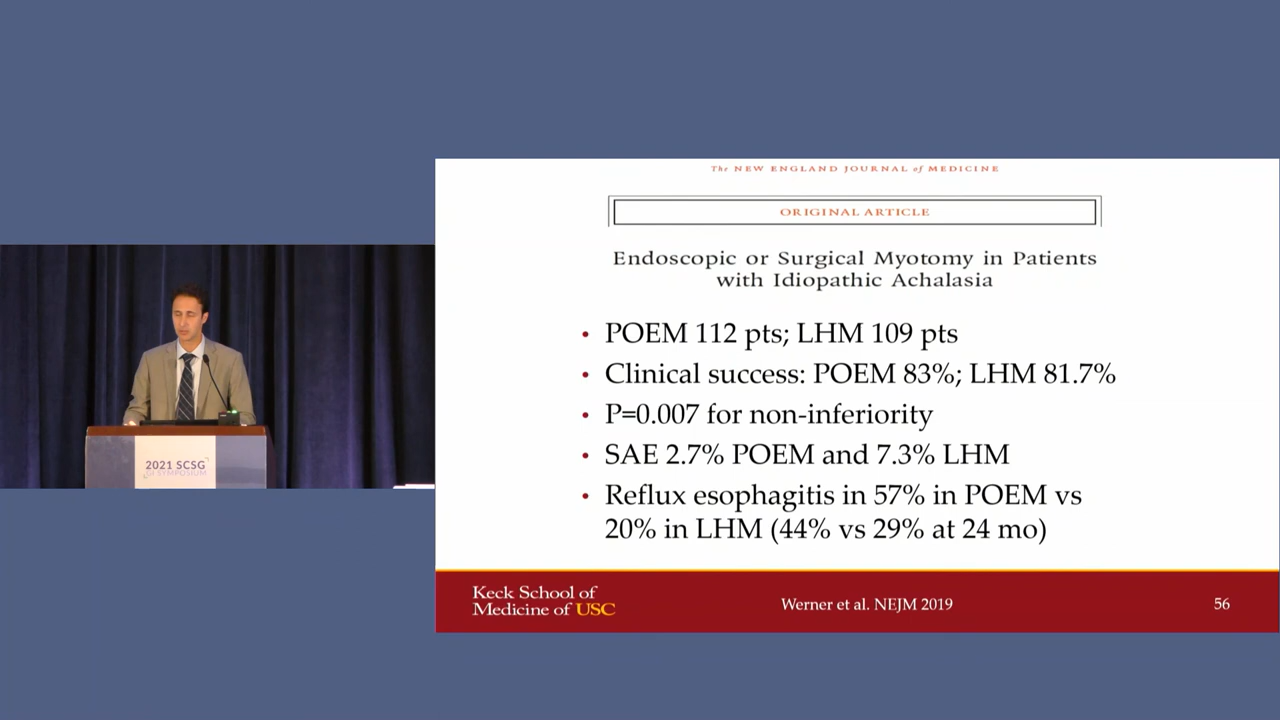 The NEW ENGLAND JOURNAL of MEDICINE
ORIGINAL ARTICLE
Endoscopic or Surgical Myotomy in Patients
with Idiopathic Achalasia
• POEM 112 pts; LHM 109 pts
• Clinical success: POEM 83%; LHM 81.7%
• P=0.007 for non-inferiority
• SAE 2.7% POEM and 7.3% LHM
• Reflux esophagitis in 57% in POEM vs
20% in LHM (44% vs 29% at 24 mo)
Keck School of
Medicine of USC
Werner et al. NEJM 2019
56
2021 SCSG
GI SYMPOSIUM